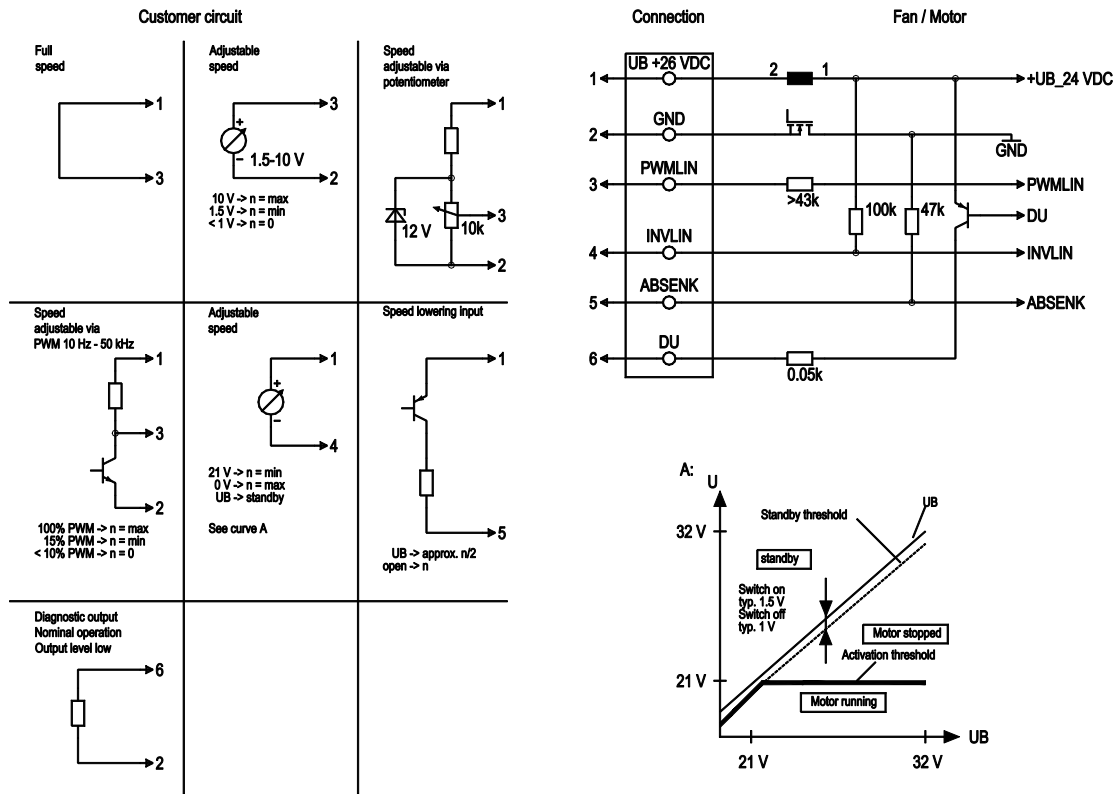 Customer circuit
Connection
Fan / Motor
Full
speed
1
3
Adjustable
speed
3
+
–
1.5-10 V
2
10 V -> n = max
1.5 V -> n = min
< 1 V -> n = 0
Speed
adjustable via
potentiometer
1
12 V
10k
3
2
Speed
adjustable via
PWM 10 Hz - 50 kHz
1
3
2
100% PWM -> n = max
15% PWM -> n = min
< 10% PWM -> n = 0
Adjustable
speed
1
+
–
4
21 V -> n = min
0 V -> n = max
UB -> standby
See curve A
Speed lowering input
1
5
UB -> approx. n/2
open -> n
Diagnostic output
Nominal operation
Output level low
6
2
UB +26 VDC
1
2
1
+UB_24 VDC
GND
2
GND
PWMLIN
3
>43k
PWMLIN
100k
47k
DU
INVLIN
4
INVLIN
ABSENK
5
ABSENK
DU
6
0.05k
A:
U
UB
Standby threshold
32 V
standby
Switch on
typ. 1.5 V
Switch off
typ. 1 V
Motor stopped
Activation threshold
21 V
Motor running
UB
21 V
32 V